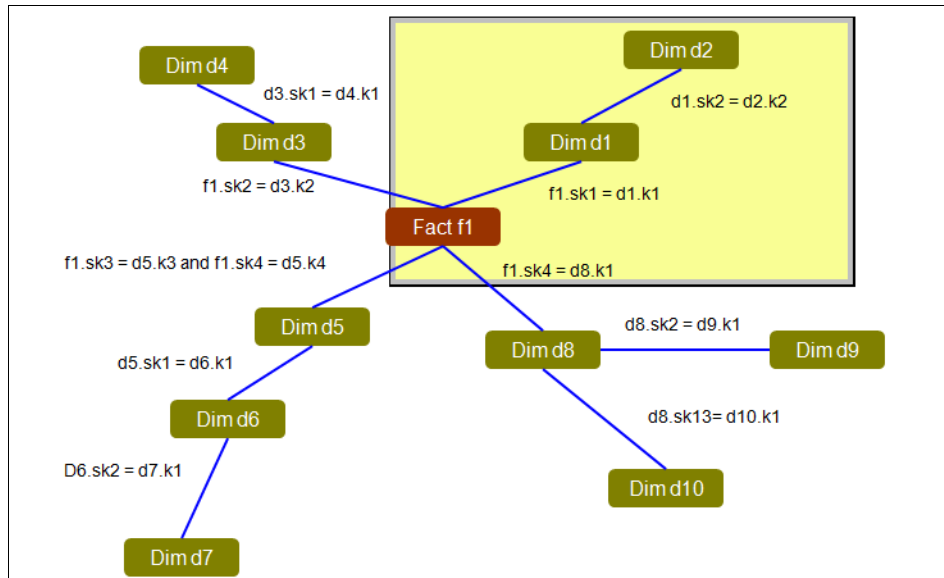 Dim d4
Dim d2
d3.sk1 = d4.k1
d1.sk2 = d2.k2
Dim d3
Dim d1
f1.sk2 = d3.k2
f1.sk1 = d1.k1
Fact f1
f1.sk3 = d5.k3 and f1.sk4 = d5.k4
f1.sk4 = d8.k1
Dim d5
d8.sk2 = d9.k1
Dim d8
Dim d9
d5.sk1 = d6.k1
Dim d6
d8.sk13= d10.k1
D6.sk2 = d7.k1
Dim d10
Dim d7